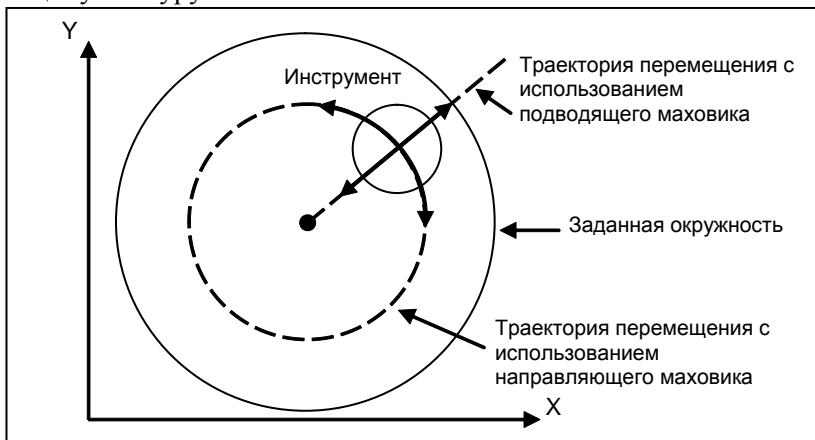 Y
Инструмент
Траектория перемещения с
использованием
подводящего маховика
Заданная окружность
Траектория перемещения с
использованием
направляющего маховика
X